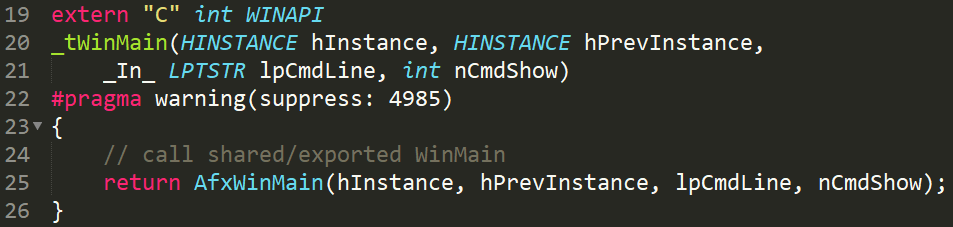 19 extern "C" int WINAPI
20 _tWinMain(HINSTANCE hInstance, HINSTANCE hPrevInstance,
21     _In_ LPTSTR lpCmdLine, int nCmdShow)
22 #pragma warning(suppress: 4985)
23 {
24     // call shared/exported WinMain
25     return AfxWinMain(hInstance, hPrevInstance, lpCmdLine, nCmdShow);
26 }